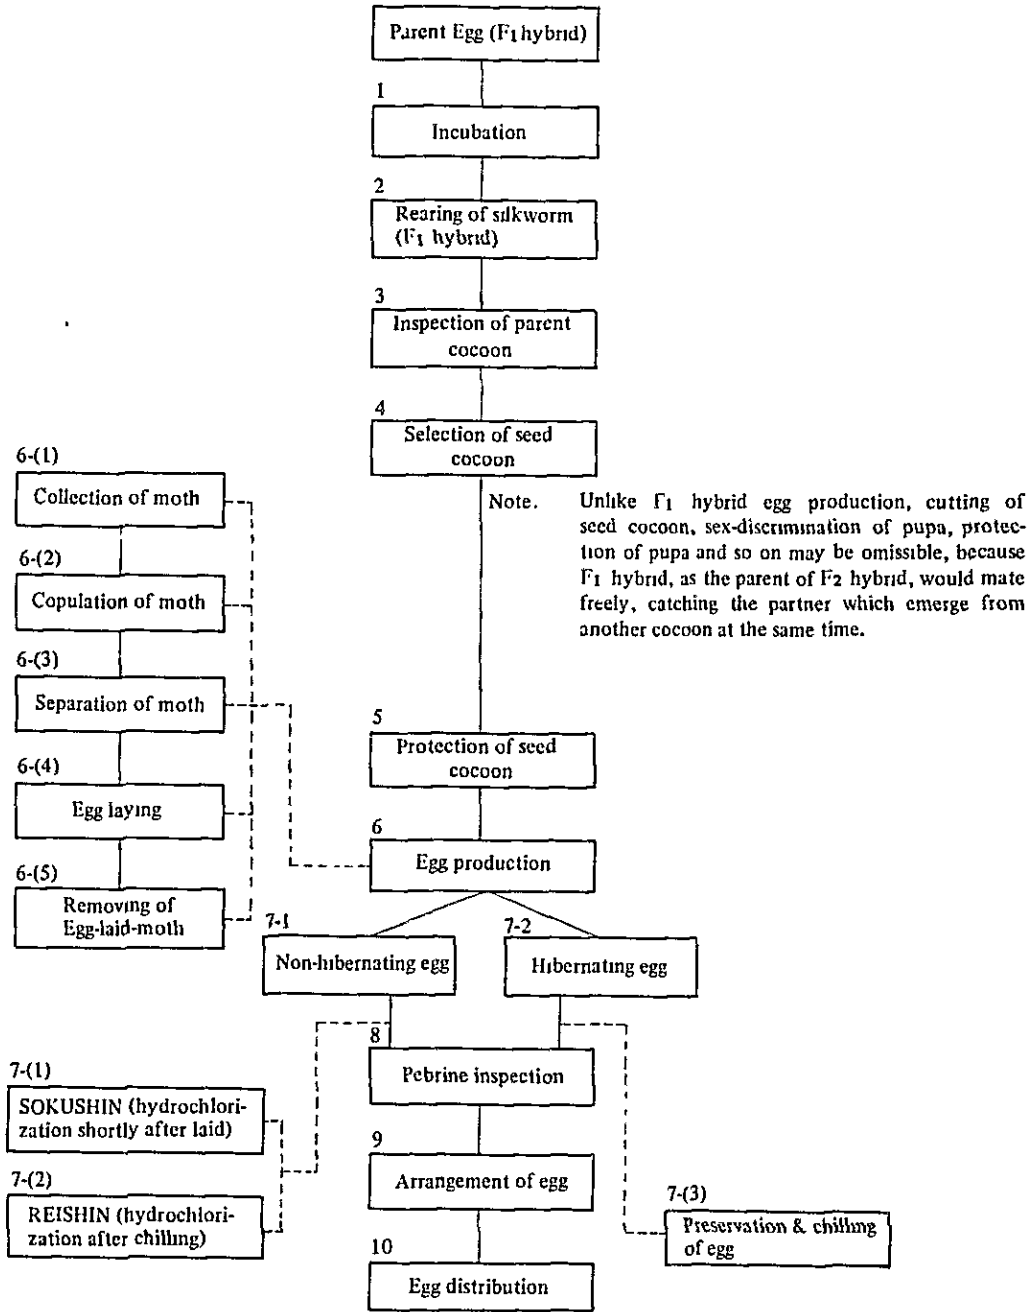 Parent Egg (F1 hybrid)
1
Incubation
2
Rearing of silkworm
(F1 hybrid)
3
Inspection of parent
cocoon
4
Selection of seed
cocoon
Note. Unlike F1 hybrid egg production, cutting of
seed cocoon, sex-discrimination of pupa, protec-
tion of pupa and so on may be omissible, because
F1 hybrid, as the parent of F2 hybrid, would mate
freely, catching the partner which emerge from
another cocoon at the same time.
6-(1)
Collection of moth
6-(2)
Copulation of moth
6-(3)
Separation of moth
6-(4)
Egg laying
6-(5)
Removing of
Egg-laid-moth
5
Protection of seed
cocoon
6
Egg production
7-1
Non-hibernating egg
7-2
Hibernating egg
8
Pebrine inspection
7-(1)
SOKUSHIN (hydrochlori-
zation shortly after laid)
7-(2)
REISHIN (hydrochlori-
zation after chilling)
9
Arrangement of egg
7-(3)
Preservation & chilling
of egg
10
Egg distribution